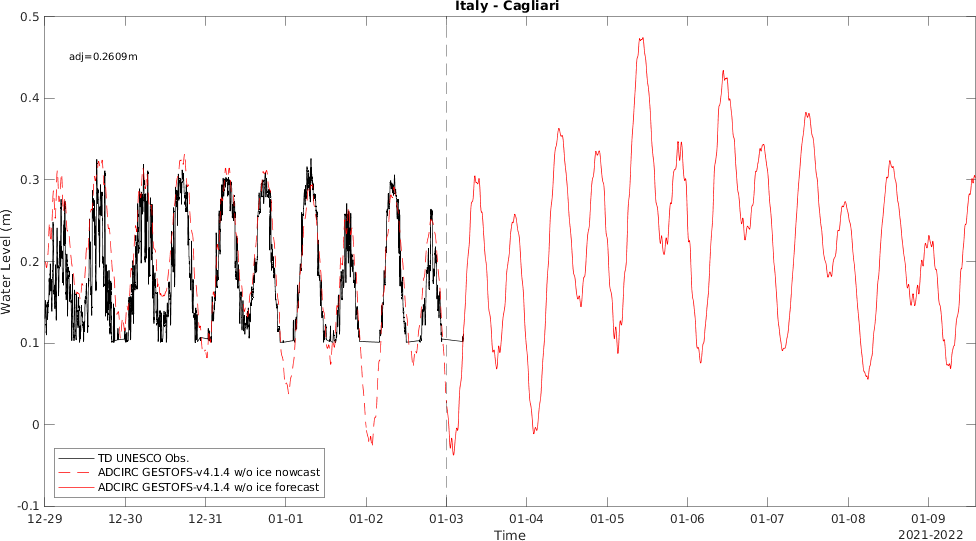 Italy - Cagliari
adj=0.2609m
0.5
0.4
0.3
0.2
0.1
0
-0.1
Water Level (m)
TD UNESCO Obs.
ADCIRC GESTOFS-v4.1.4 w/o ice nowcast
ADCIRC GESTOFS-v4.1.4 w/o ice forecast
12-29 12-30 12-31 01-01 01-02 01-03 01-04 01-05 01-06 01-07 01-08 01-09
Time
2021-2022